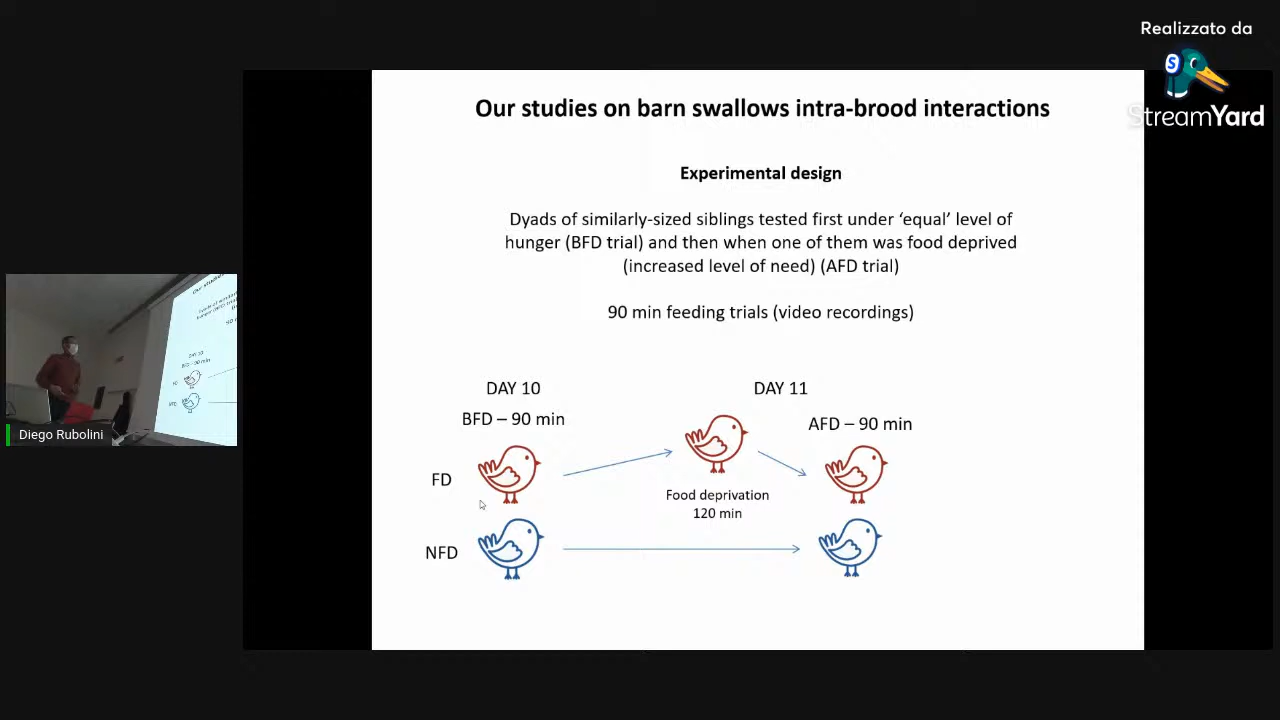 Realizzato da
StreamYard
Our studies on barn swallows intra-brood interactions
Experimental design
Dyads of similarly-sized siblings tested first under ‘equal’ level of
hunger (BFD trial) and then when one of them was food deprived
(increased level of need) (AFD trial)
90 min feeding trials (video recordings)
DAY 10
DAY 11
BFD – 90 min
AFD – 90 min
FD
Food deprivation
120 min
NFD
Diego Rubolini